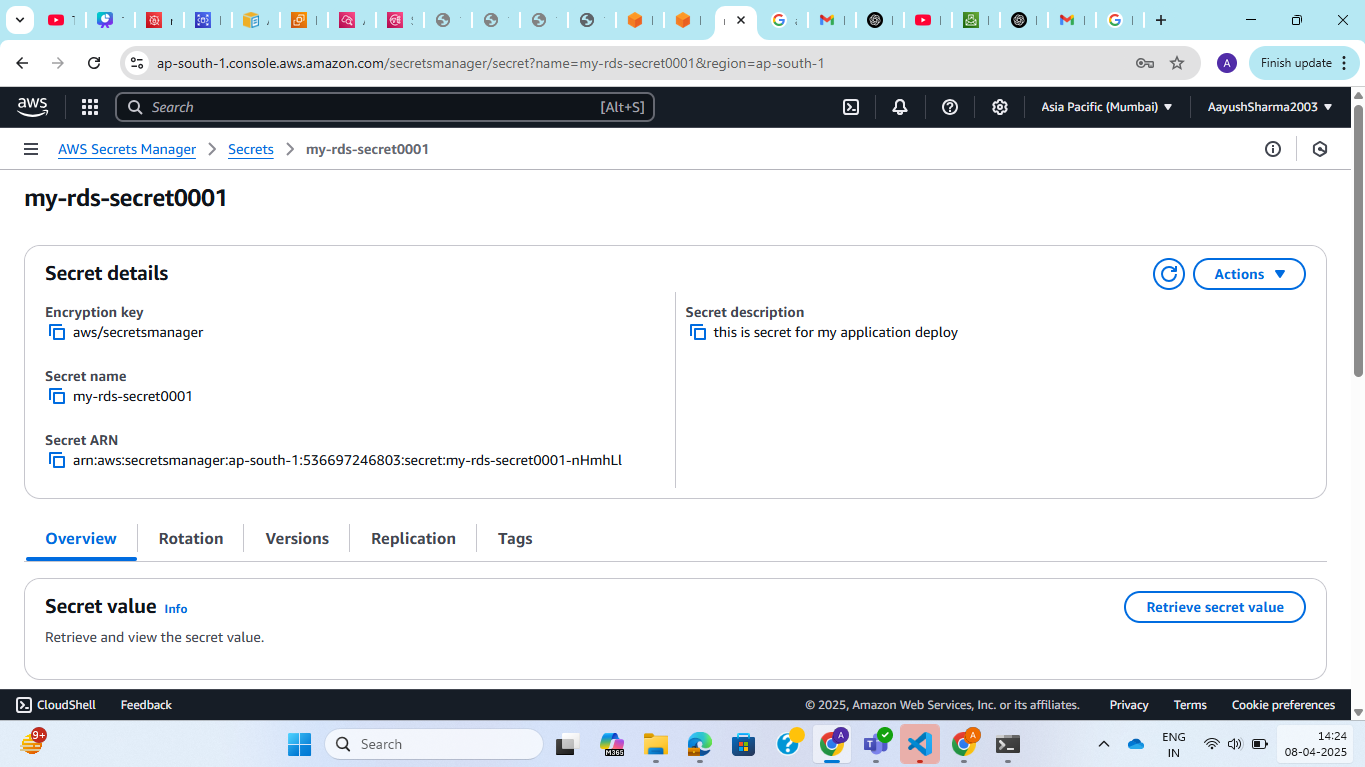 ap-south-1.console.aws.amazon.com/secretsmanager/secret?name=my-rds-secret0001&region=ap-south-1
A
Finish update
aws
Search [Alt+S]
Asia Pacific (Mumbai)
AayushSharma2003
AWS Secrets Manager
Secrets
my-rds-secret0001
my-rds-secret0001
Secret details
Actions
Encryption key
aws/secretsmanager
Secret description
this is secret for my application deploy
Secret name
my-rds-secret0001
Secret ARN
arn:aws:secretsmanager:ap-south-1:536697246803:secret:my-rds-secret0001-nHmhLl
Overview
Rotation
Versions
Replication
Tags
Secret value Info
Retrieve secret value
Retrieve and view the secret value.
CloudShell
Feedback
© 2025, Amazon Web Services, Inc. or its affiliates.
Privacy
Terms
Cookie preferences
9+
Search
M365
A
A
ENG
IN
14:24
08-04-2025